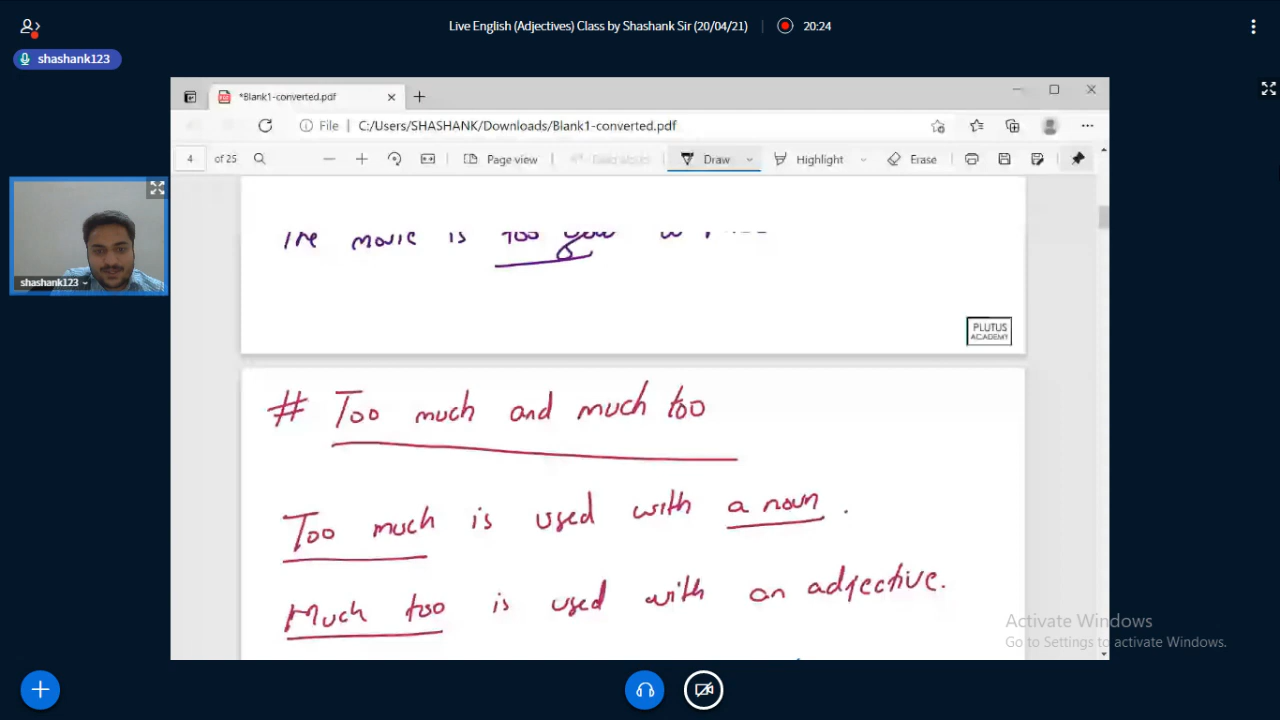 Live English (Adjectives) Class by Shashank Sir (20/04/21)
20:24
shashank123
*Blank1-converted.pdf
File
C:/Users/SHASHANK/Downloads/Blank1-converted.pdf
4
of 25
Page view
Read aloud
Draw
Highlight
Erase
shashank123
The movie is too
PLUTUS
ACADEMY
# Too much and much too
Too much is used with a noun.
Much too is used with an adjective.
Activate Windows
Go to Settings to activate Windows.